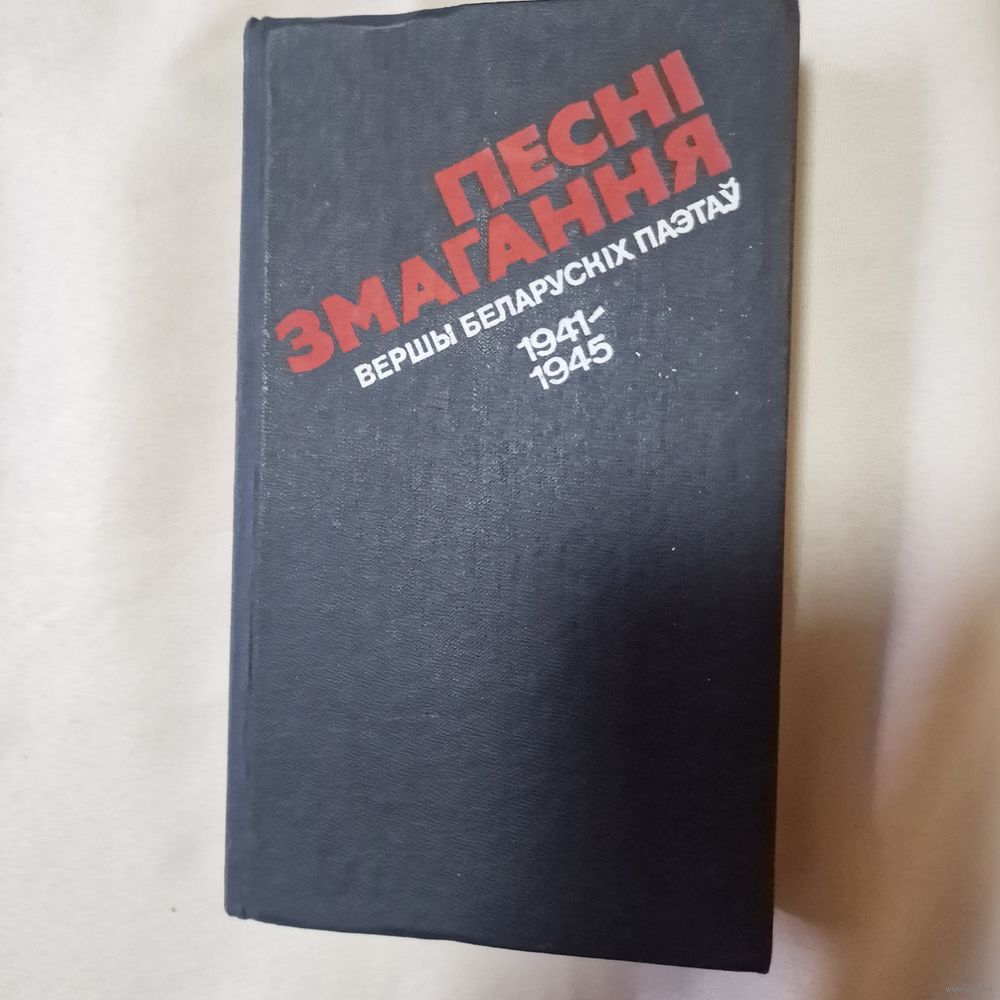 ПЕСНІ
ЗМАГАННЯ
ВЕРШЫ БЕЛАРУСКІХ ПАЭТАЎ
1941-
1945